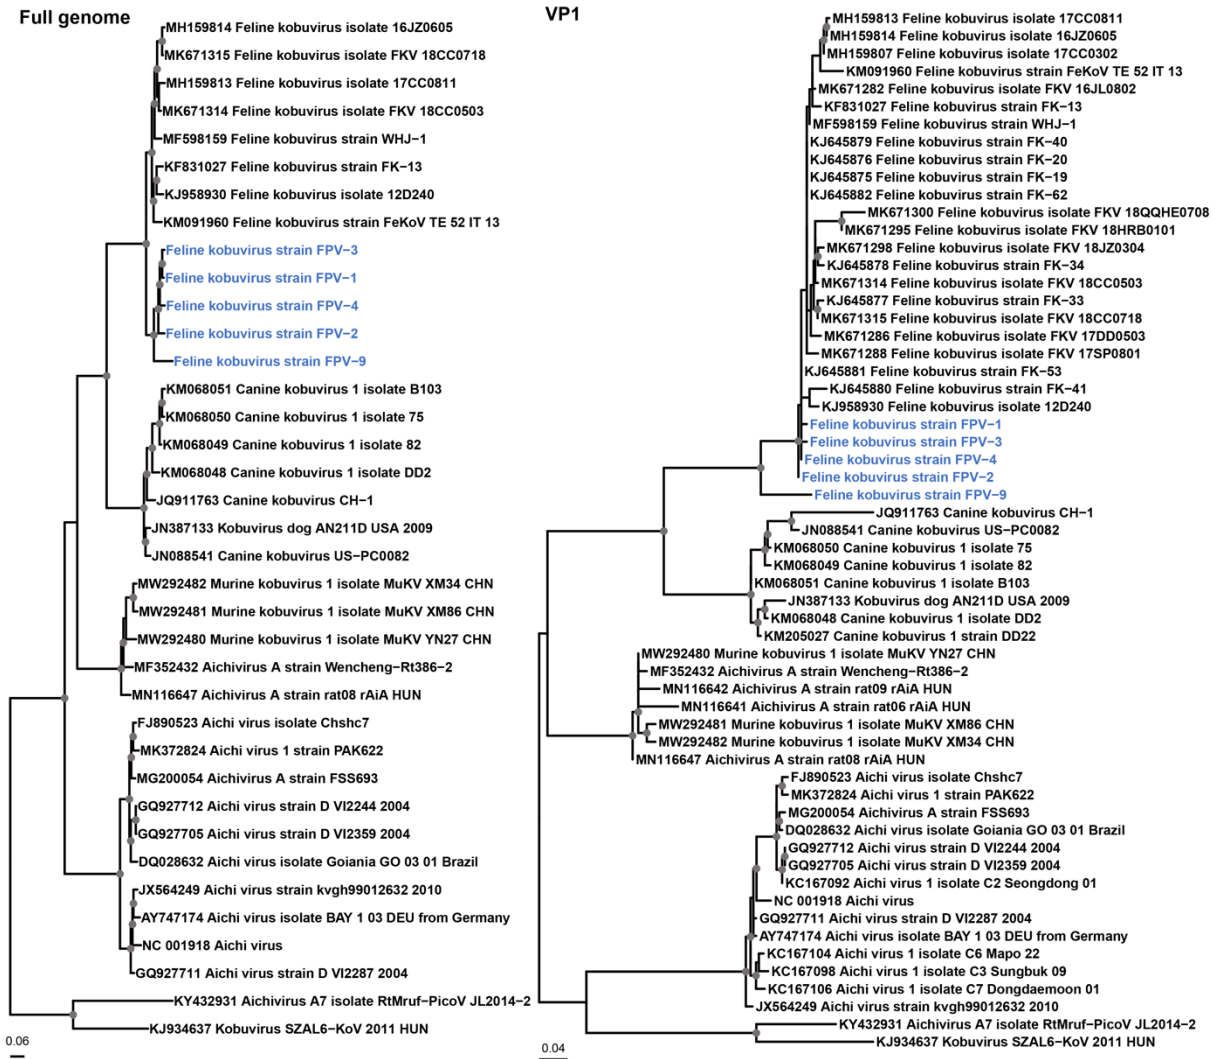 Full genome
MH159814 Feline kobuvirus isolate 16JZ0605
MK671315 Feline kobuvirus isolate FKV 18CC0718
MH159813 Feline kobuvirus isolate 17CC0811
MK671314 Feline kobuvirus isolate FKV 18CC0503
MF598159 Feline kobuvirus strain WHJ−1
KF831027 Feline kobuvirus strain FK−13
KJ958930 Feline kobuvirus isolate 12D240
KM091960 Feline kobuvirus strain FeKoV TE 52 IT 13
Feline kobuvirus strain FPV−3
Feline kobuvirus strain FPV−1
Feline kobuvirus strain FPV−4
Feline kobuvirus strain FPV−2
Feline kobuvirus strain FPV−9
KM068051 Canine kobuvirus 1 isolate B103
KM068050 Canine kobuvirus 1 isolate 75
KM068049 Canine kobuvirus 1 isolate 82
KM068048 Canine kobuvirus 1 isolate DD2
JQ911763 Canine kobuvirus CH−1
JN387133 Kobuvirus dog AN211D USA 2009
JN088541 Canine kobuvirus US−PC0082
MW292482 Murine kobuvirus 1 isolate MuKV XM34 CHN
MW292481 Murine kobuvirus 1 isolate MuKV XM86 CHN
MW292480 Murine kobuvirus 1 isolate MuKV YN27 CHN
MF352432 Aichivirus A strain Wencheng−Rt386−2
MN116647 Aichivirus A strain rat08 rAiA HUN
FJ890523 Aichi virus isolate Chshc7
MK372824 Aichi virus 1 strain PAK622
MG200054 Aichivirus A strain FSS693
GQ927712 Aichi virus strain D VI2244 2004
GQ927705 Aichi virus strain D VI2359 2004
DQ028632 Aichi virus isolate Goiania GO 03 01 Brazil
JX564249 Aichi virus strain kvgh99012632 2010
AY747174 Aichi virus isolate BAY 1 03 DEU from Germany
NC 001918 Aichi virus
GQ927711 Aichi virus strain D VI2287 2004
KY432931 Aichivirus A7 isolate RtMruf−PicoV JL2014−2
KJ934637 Kobuvirus SZAL6−KoV 2011 HUN
0.06
VP1
MH159813 Feline kobuvirus isolate 17CC0811
MH159814 Feline kobuvirus isolate 16JZ0605
MH159807 Feline kobuvirus isolate 17CC0302
KM091960 Feline kobuvirus strain FeKoV TE 52 IT 13
MK671282 Feline kobuvirus isolate FKV 16JL0802
KF831027 Feline kobuvirus strain FK−13
MF598159 Feline kobuvirus strain WHJ−1
KJ645879 Feline kobuvirus strain FK−40
KJ645876 Feline kobuvirus strain FK−20
KJ645875 Feline kobuvirus strain FK−19
KJ645882 Feline kobuvirus strain FK−62
MK671300 Feline kobuvirus isolate FKV 18QQHE0708
MK671295 Feline kobuvirus isolate FKV 18HRB0101
MK671298 Feline kobuvirus isolate FKV 18JZ0304
KJ645878 Feline kobuvirus strain FK−34
MK671314 Feline kobuvirus isolate FKV 18CC0503
KJ645877 Feline kobuvirus strain FK−33
MK671315 Feline kobuvirus isolate FKV 18CC0718
MK671286 Feline kobuvirus isolate FKV 17DD0503
MK671288 Feline kobuvirus isolate FKV 17SP0801
KJ645881 Feline kobuvirus strain FK−53
KJ645880 Feline kobuvirus strain FK−41
KJ958930 Feline kobuvirus isolate 12D240
Feline kobuvirus strain FPV−1
Feline kobuvirus strain FPV−3
Feline kobuvirus strain FPV−4
Feline kobuvirus strain FPV−2
Feline kobuvirus strain FPV−9
JQ911763 Canine kobuvirus CH−1
JN088541 Canine kobuvirus US−PC0082
KM068050 Canine kobuvirus 1 isolate 75
KM068049 Canine kobuvirus 1 isolate 82
KM068051 Canine kobuvirus 1 isolate B103
JN387133 Kobuvirus dog AN211D USA 2009
KM068048 Canine kobuvirus 1 isolate DD2
KM205027 Canine kobuvirus 1 strain DD22
MW292480 Murine kobuvirus 1 isolate MuKV YN27 CHN
MF352432 Aichivirus A strain Wencheng−Rt386−2
MN116642 Aichivirus A strain rat09 rAiA HUN
MN116641 Aichivirus A strain rat06 rAiA HUN
MW292481 Murine kobuvirus 1 isolate MuKV XM86 CHN
MW292482 Murine kobuvirus 1 isolate MuKV XM34 CHN
MN116647 Aichivirus A strain rat08 rAiA HUN
FJ890523 Aichi virus isolate Chshc7
MK372824 Aichi virus 1 strain PAK622
MG200054 Aichivirus A strain FSS693
DQ028632 Aichi virus isolate Goiania GO 03 01 Brazil
GQ927712 Aichi virus strain D VI2244 2004
GQ927705 Aichi virus strain D VI2359 2004
KC167092 Aichi virus 1 isolate C2 Seongdong 01
NC 001918 Aichi virus
GQ927711 Aichi virus strain D VI2287 2004
AY747174 Aichi virus isolate BAY 1 03 DEU from Germany
KC167104 Aichi virus 1 isolate C6 Mapo 22
KC167098 Aichi virus 1 isolate C3 Sungbuk 09
KC167106 Aichi virus 1 isolate C7 Dongdaemoon 01
JX564249 Aichi virus strain kvgh99012632 2010
KY432931 Aichivirus A7 isolate RtMruf−PicoV JL2014−2
KJ934637 Kobuvirus SZAL6−KoV 2011 HUN
0.04